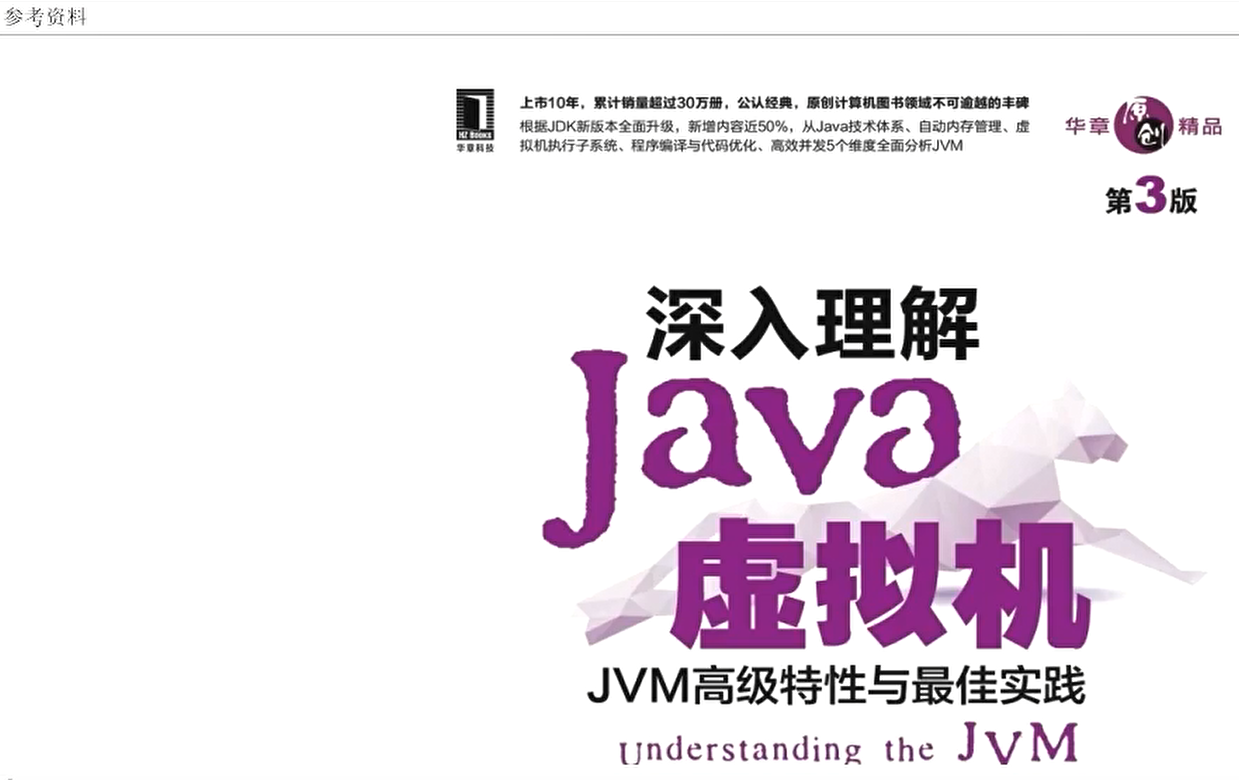 参考资料
上市10年，累计销量超过30万册，公认经典，原创计算机图书领域不可逾越的丰碑
根据JDK新版本全面升级，新增内容近50%，从Java技术体系、自动内存管理、虚
拟机执行子系统、程序编译与代码优化、高效并发5个维度全面分析JVM
HZ Books
华章科技
华章 原创 精品
第3版
深入理解
Java
虚拟机
JVM高级特性与最佳实践
Understanding the JVM